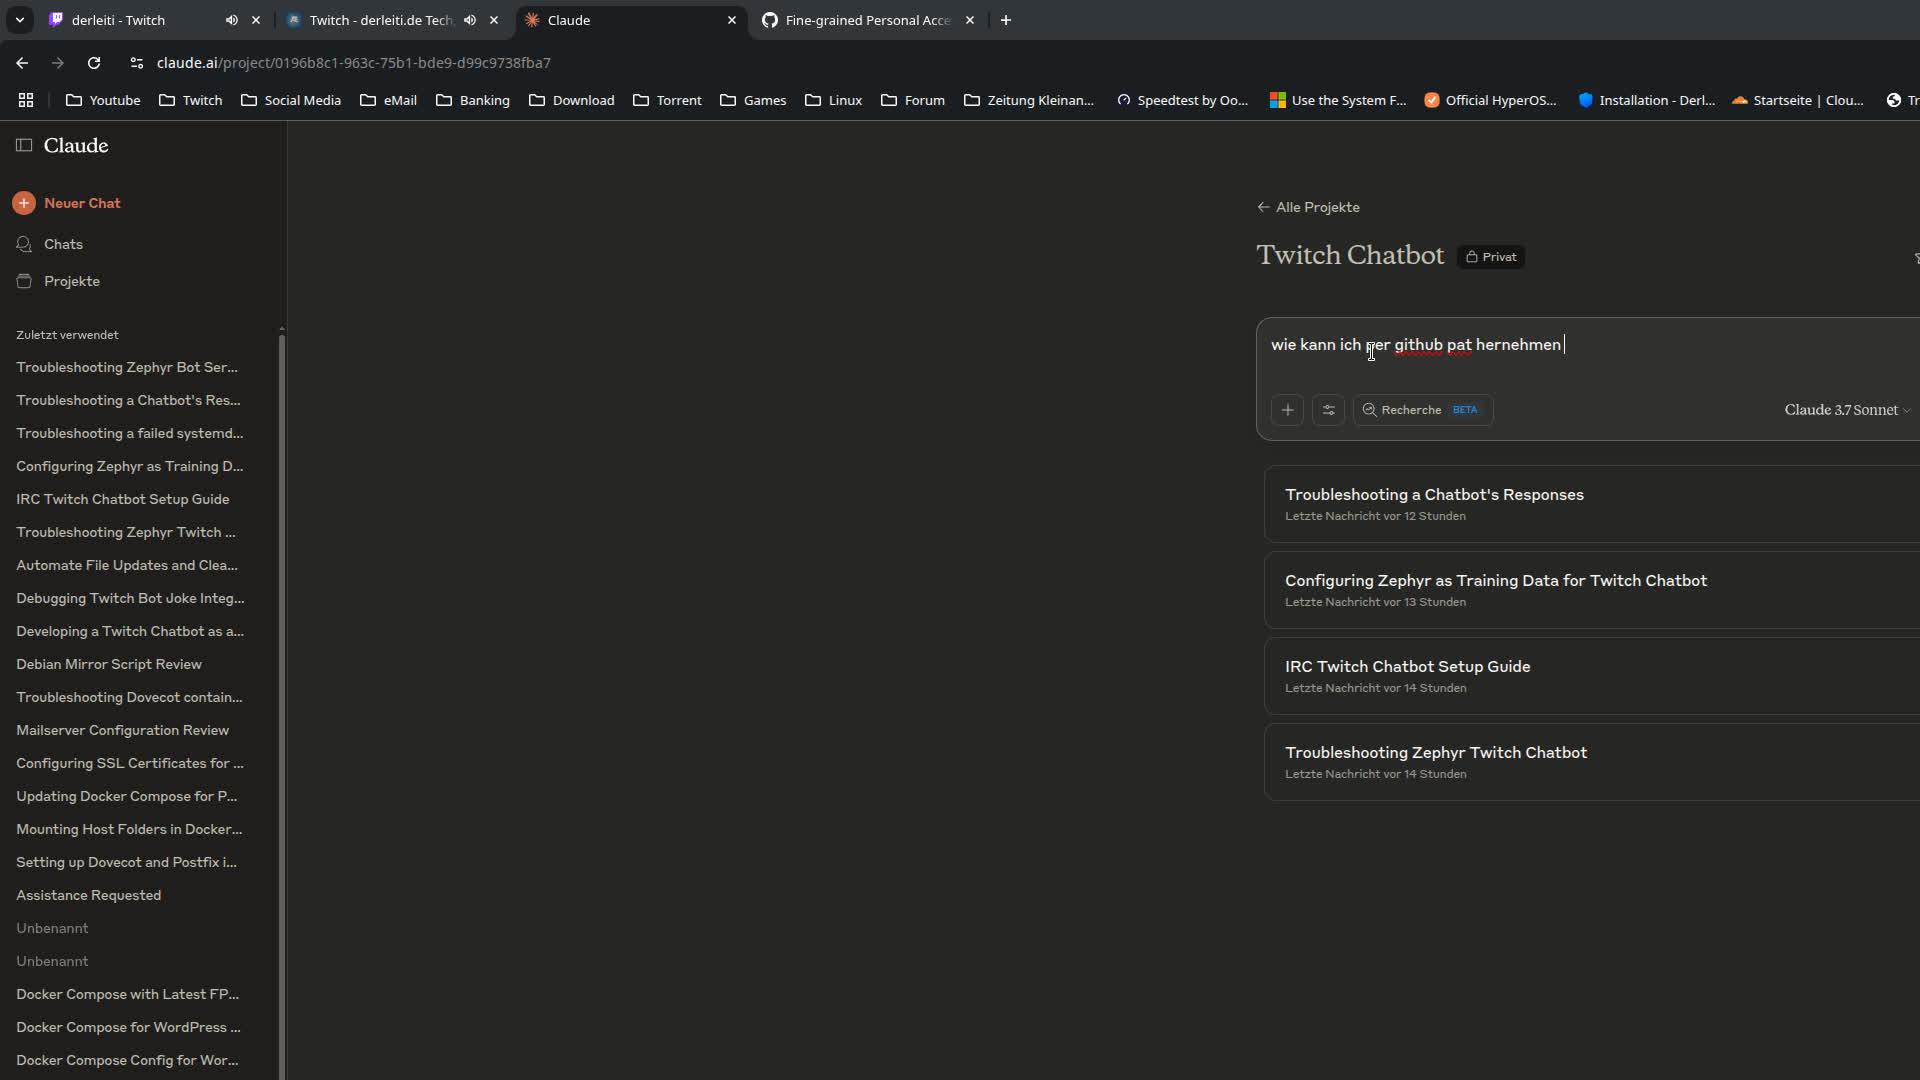 derleiti - Twitch
Twitch - derleiti.de Tech
Claude
Fine-grained Personal Acce
claude.ai/project/0196b8c1-963c-75b1-bde9-d99c9738fba7
Youtube
Twitch
Social Media
eMail
Banking
Download
Torrent
Games
Linux
Forum
Zeitung Kleinan...
Speedtest by Oo...
Use the System F...
Official HyperOS...
Installation - Derl...
Startseite | Clou...
Tr
Claude
Neuer Chat
Chats
Projekte
Zuletzt verwendet
Troubleshooting Zephyr Bot Ser...
Troubleshooting a Chatbot's Res...
Troubleshooting a failed systemd...
Configuring Zephyr as Training D...
IRC Twitch Chatbot Setup Guide
Troubleshooting Zephyr Twitch ...
Automate File Updates and Clea...
Debugging Twitch Bot Joke Integ...
Developing a Twitch Chatbot as a...
Debian Mirror Script Review
Troubleshooting Dovecot contain...
Mailserver Configuration Review
Configuring SSL Certificates for ...
Updating Docker Compose for P...
Mounting Host Folders in Docker...
Setting up Dovecot and Postfix i...
Assistance Requested
Unbenannt
Unbenannt
Docker Compose with Latest FP...
Docker Compose for WordPress ...
Docker Compose Config for Wor...
Alle Projekte
Twitch Chatbot
Privat
wie kann ich github pat hernehmen
Recherche BETA
Claude 3.7 Sonnet
Troubleshooting a Chatbot's Responses
Letzte Nachricht vor 12 Stunden
Configuring Zephyr as Training Data for Twitch Chatbot
Letzte Nachricht vor 13 Stunden
IRC Twitch Chatbot Setup Guide
Letzte Nachricht vor 14 Stunden
Troubleshooting Zephyr Twitch Chatbot
Letzte Nachricht vor 14 Stunden